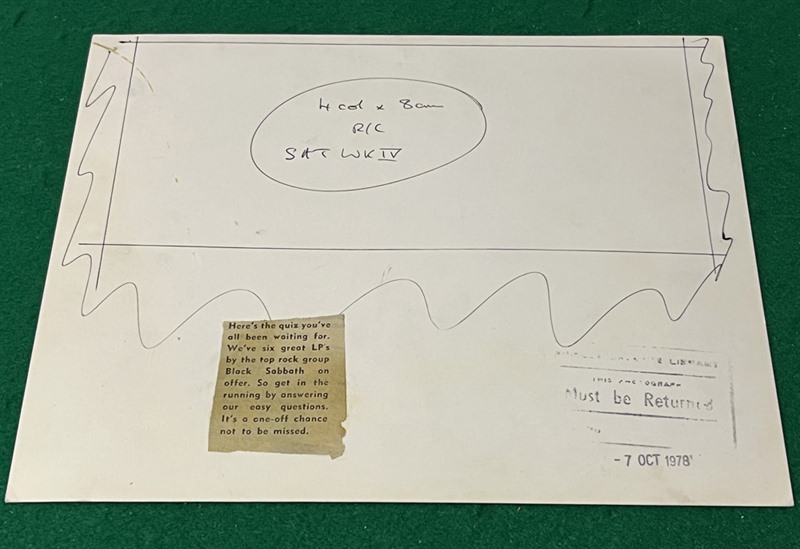 4 col x 8cm
R/C
SAT WK IV
Here's the quiz you've
all been waiting for.
We've six great LP's
by the top rock group
Black Sabbath on
offer. So get in the
running by answering
our easy questions.
It's a one-off chance
not to be missed.
LIBRARY
THIS PHOTOGRAPH
Must be Returned
- 7 OCT 1978